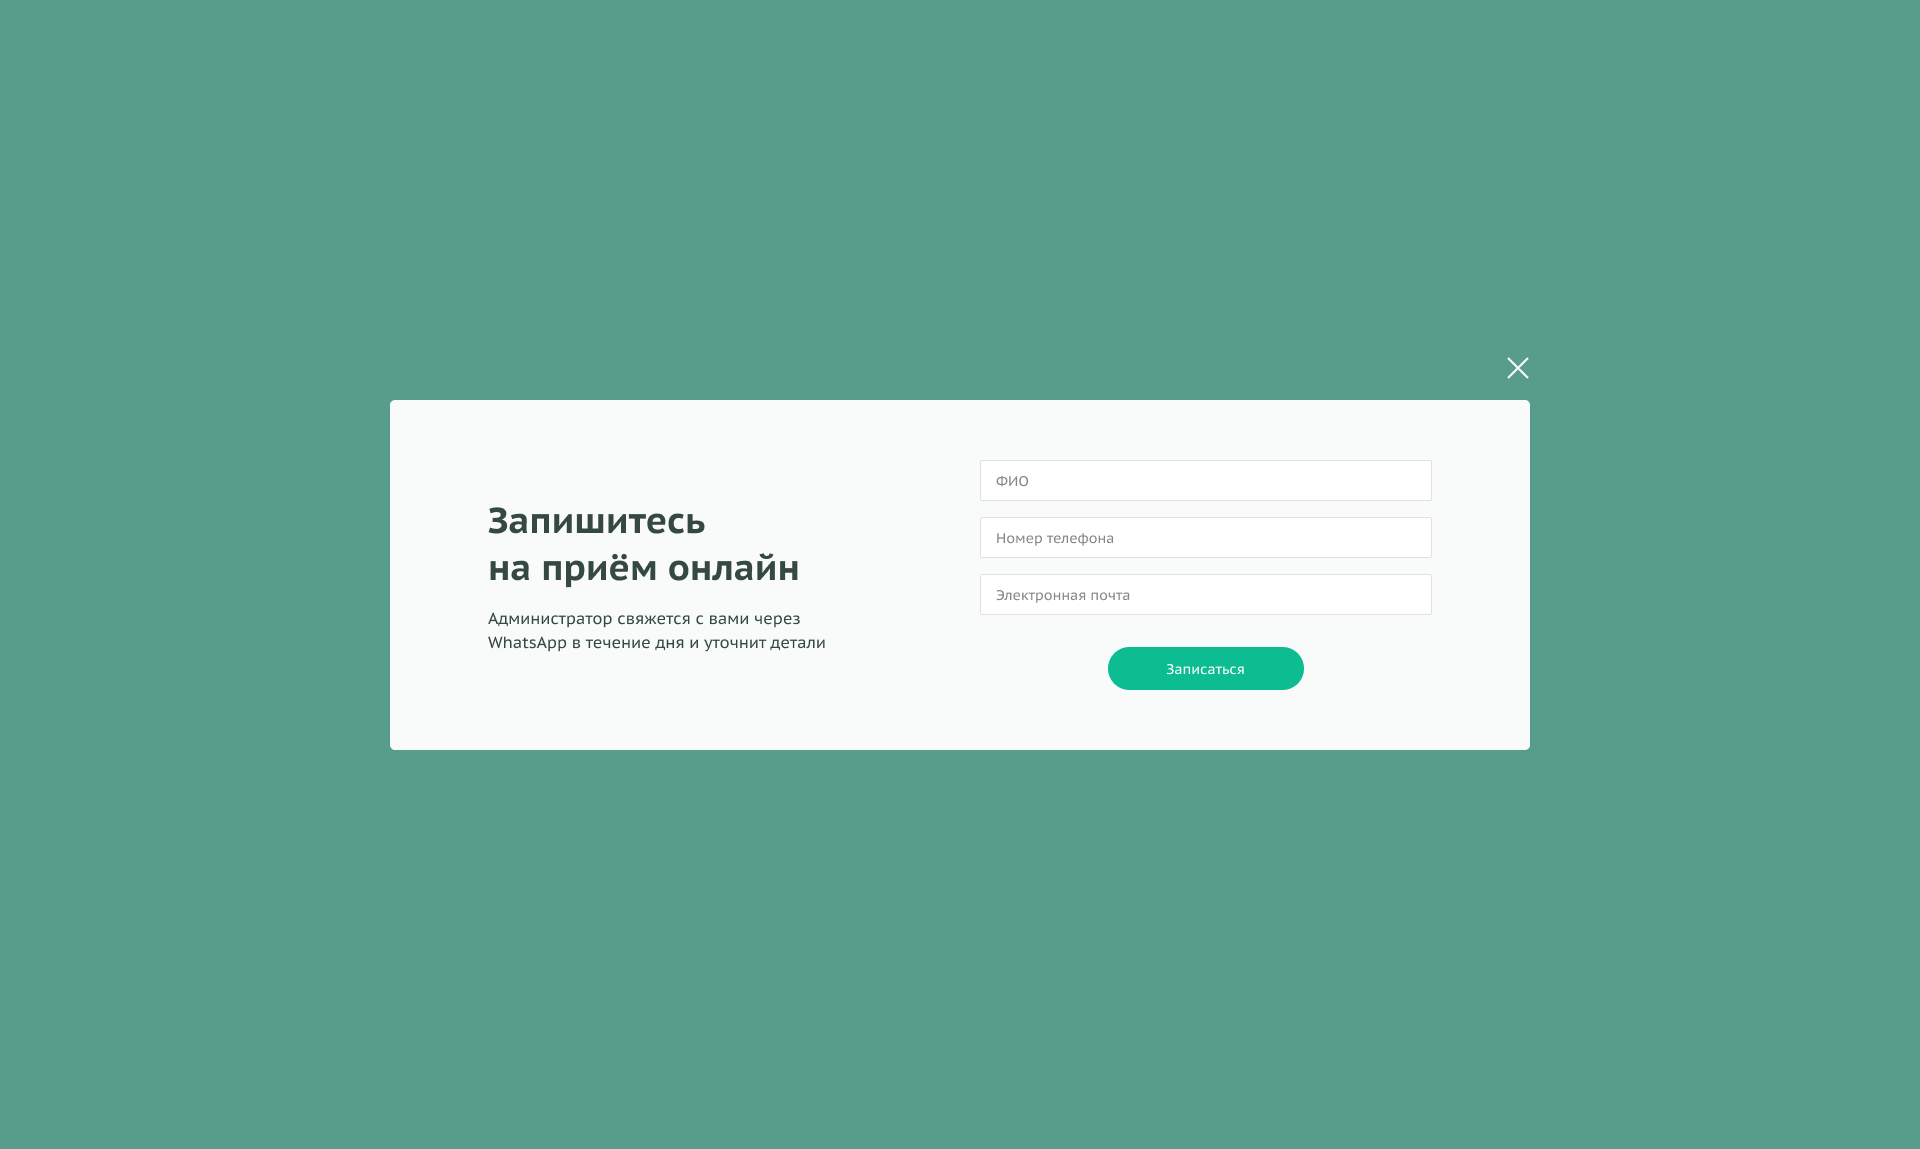 Запишитесь
на приём онлайн
Администратор свяжется с вами через
WhatsApp в течение дня и уточнит детали
ФИО
Номер телефона
Электронная почта
Записаться